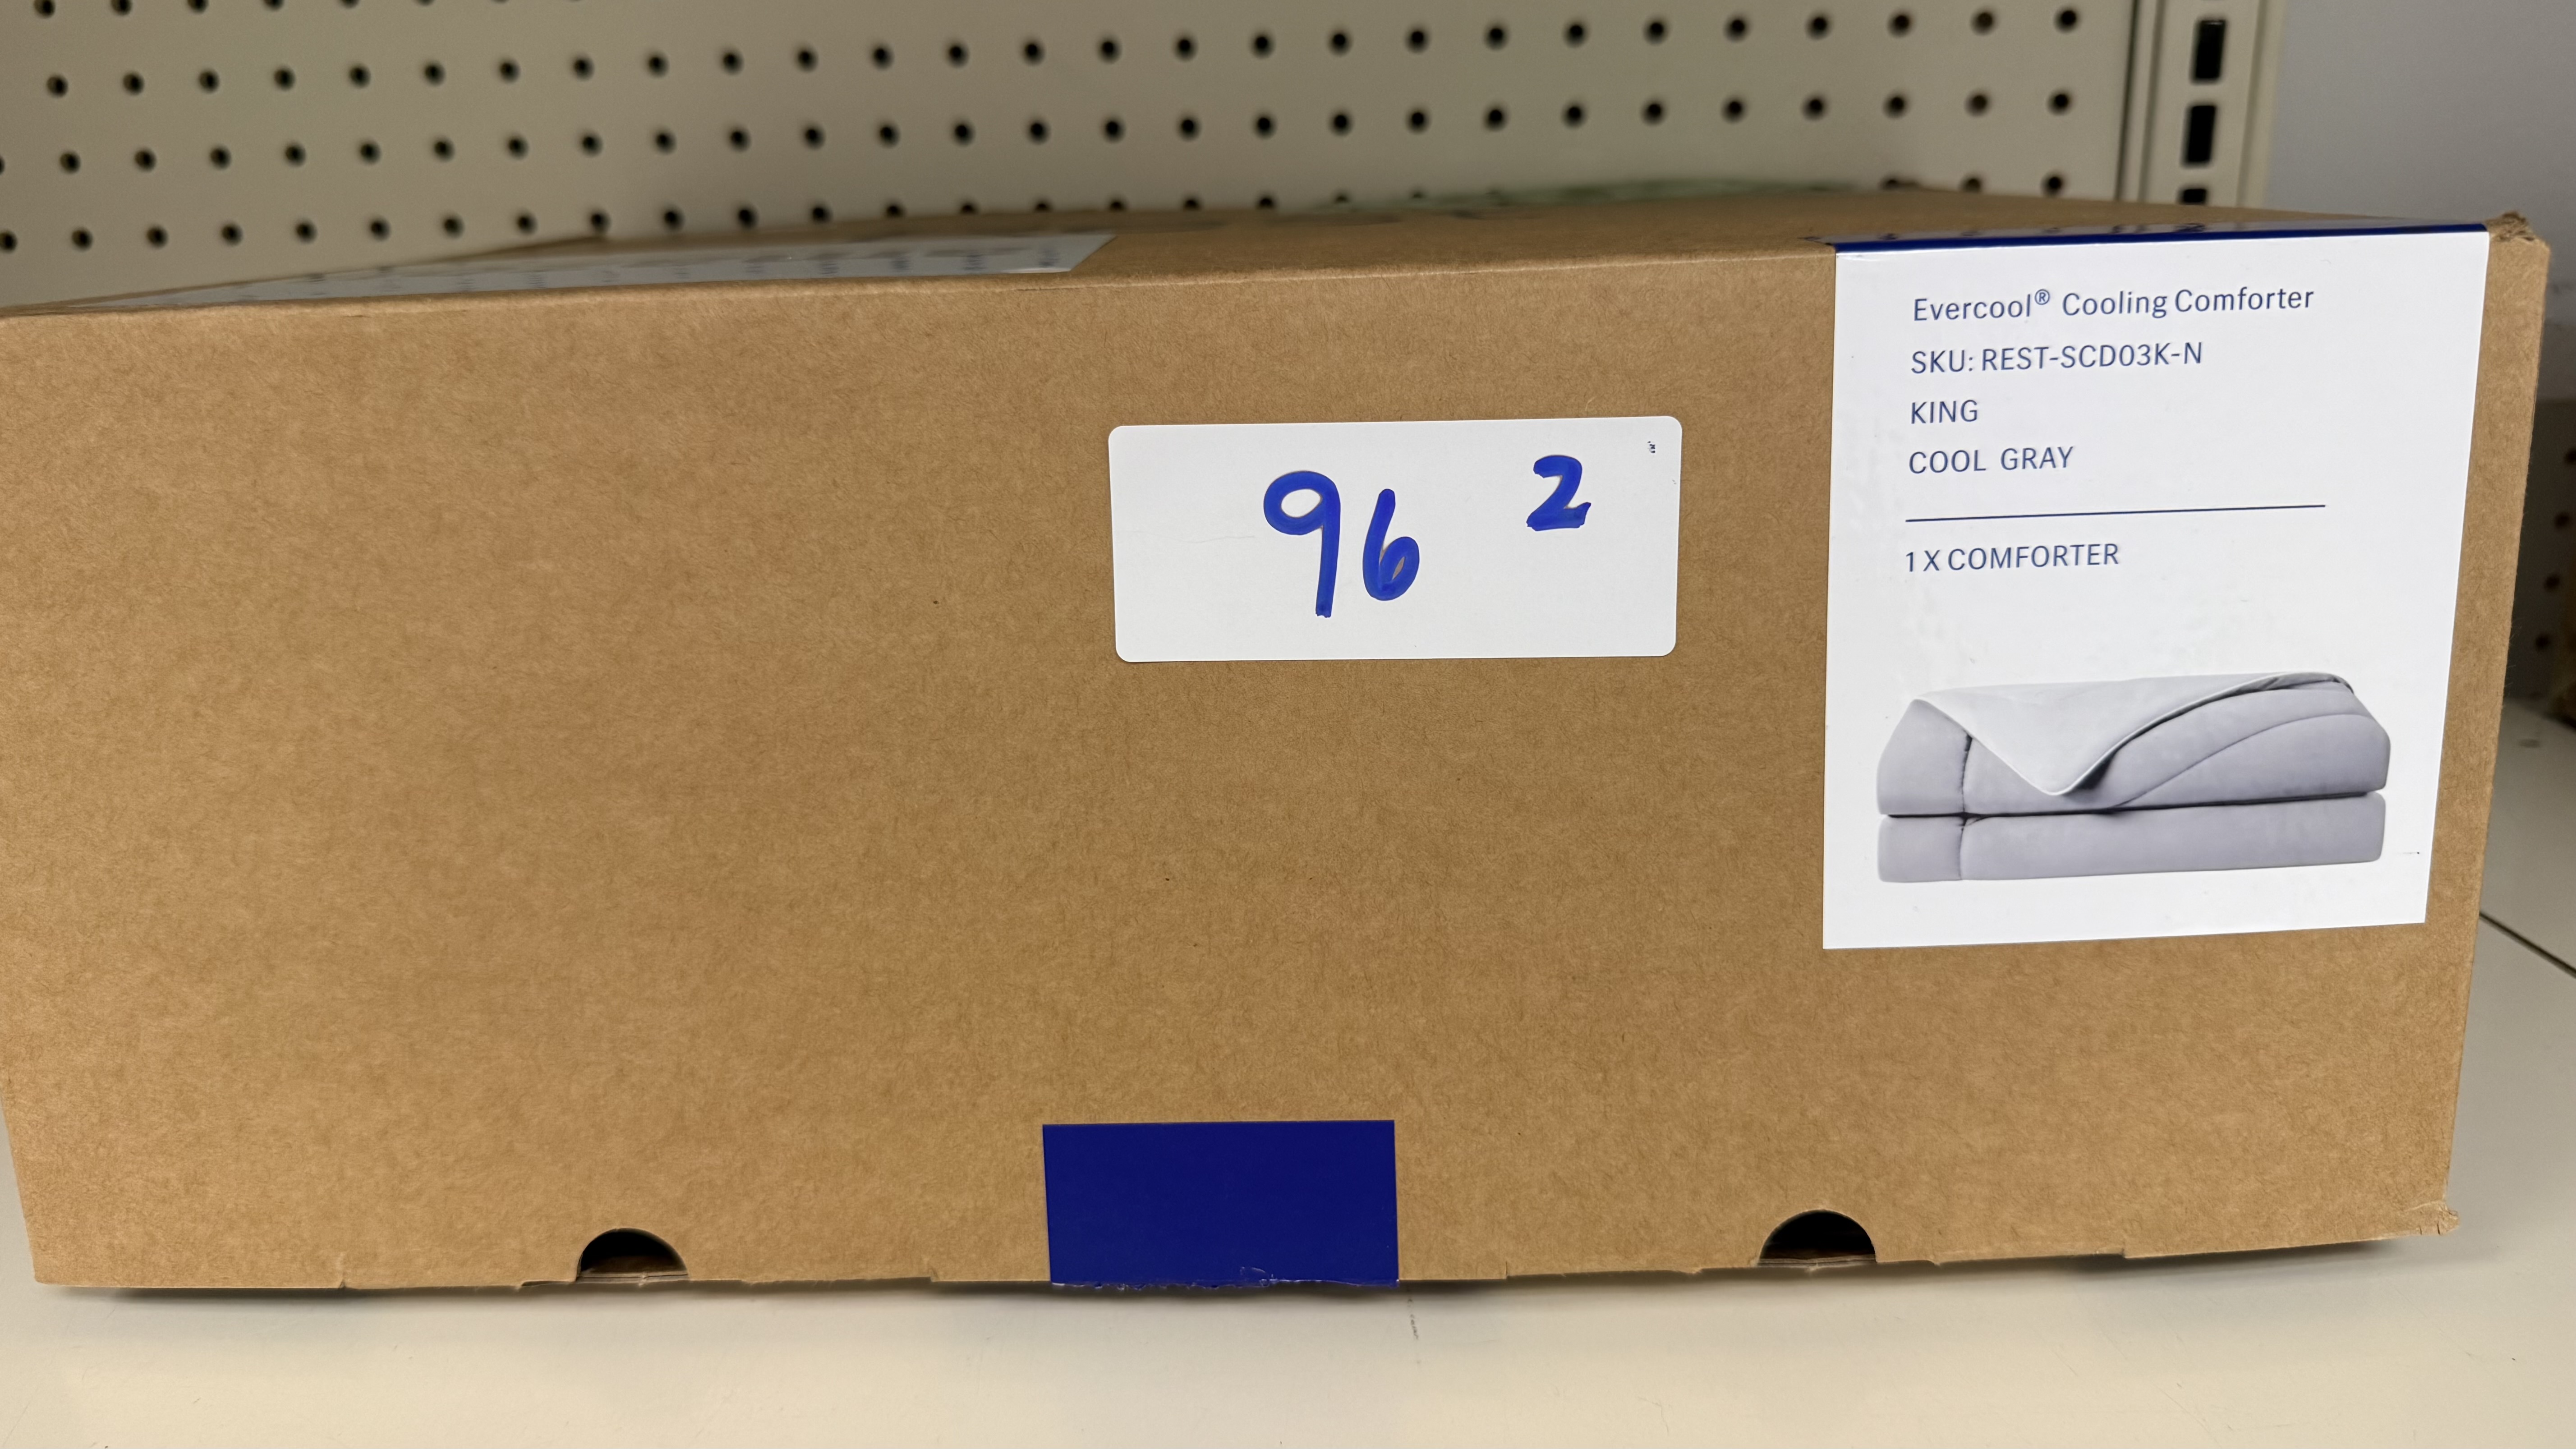 96 2
Evercool® Cooling Comforter
SKU: REST-SCD03K-N
KING
COOL GRAY
1 X COMFORTER